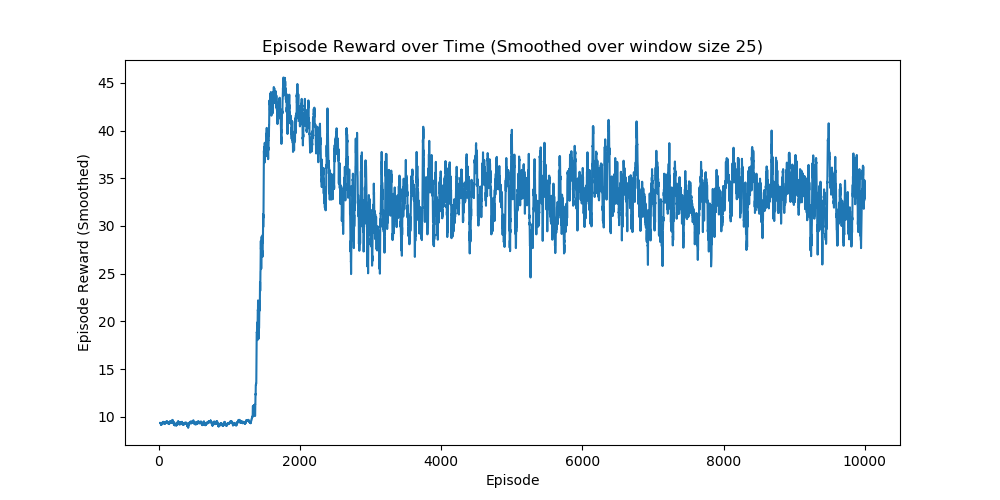 Episode Reward over Time (Smoothed over window size 25)
45
40
35
30
25
20
15
10
Episode Reward (Smoothed)
0 2000 4000 6000 8000 10000
Episode